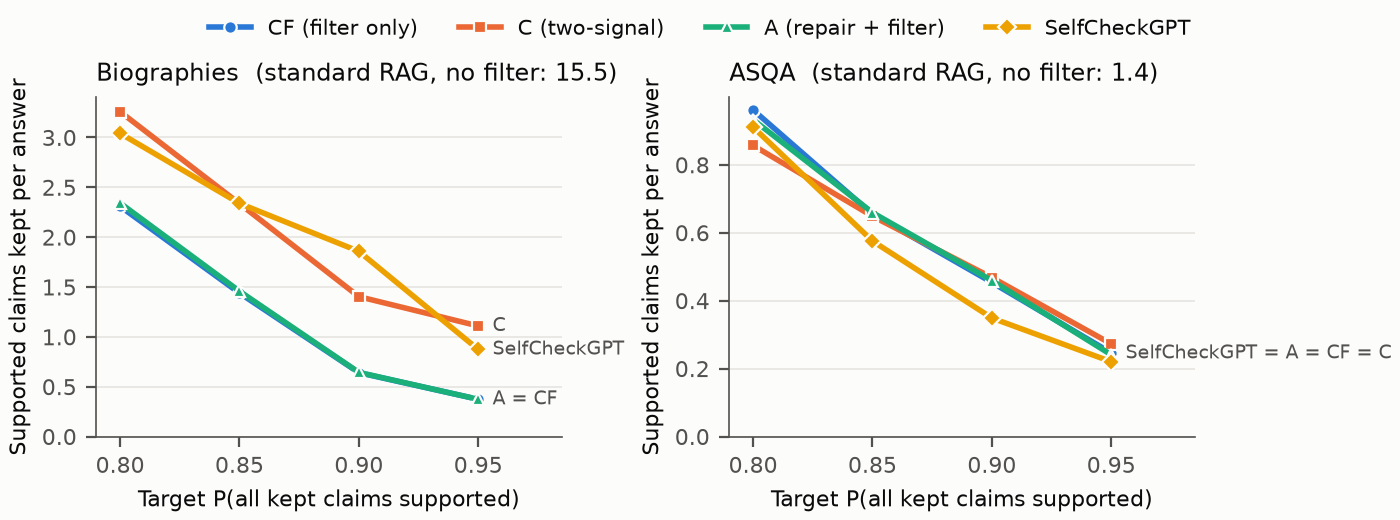 CF (filter only)
C (two-signal)
A (repair + filter)
SelfCheckGPT
Biographies  (standard RAG, no filter: 15.5)
Supported claims kept per answer
3.0
2.5
2.0
1.5
1.0
0.5
0.0
C
SelfCheckGPT
A = CF
0.80
0.85
0.90
0.95
Target P(all kept claims supported)
ASQA  (standard RAG, no filter: 1.4)
Supported claims kept per answer
0.8
0.6
0.4
0.2
0.0
SelfCheckGPT = A = CF = C
0.80
0.85
0.90
0.95
Target P(all kept claims supported)